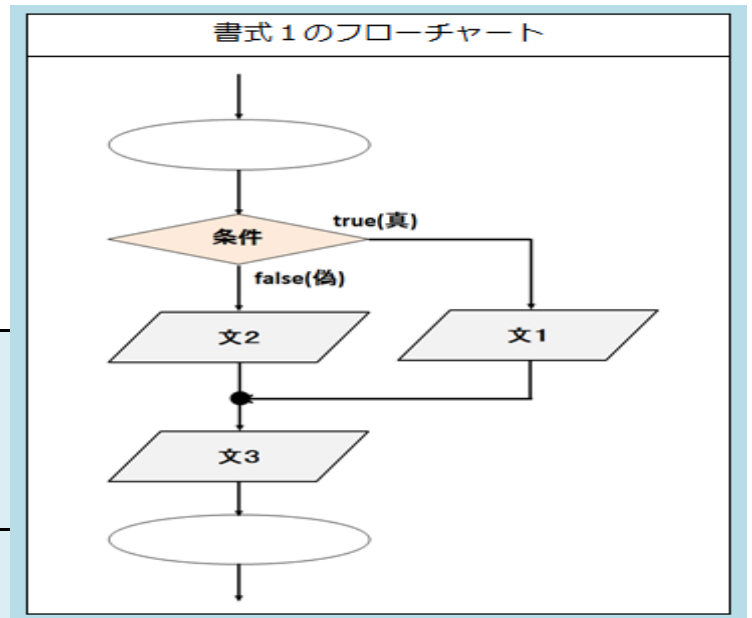 書式１のフローチャート
条件
true(真)
false(偽)
文2
文1
文3